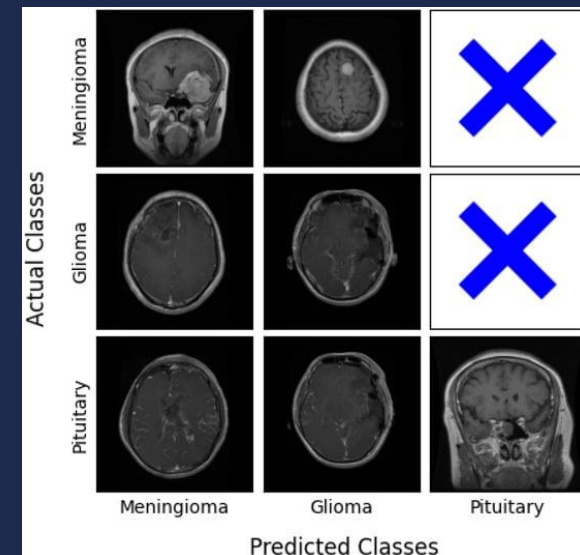 Actual Classes
Meningioma
Glioma
Pituitary
Meningioma Glioma Pituitary
Predicted Classes